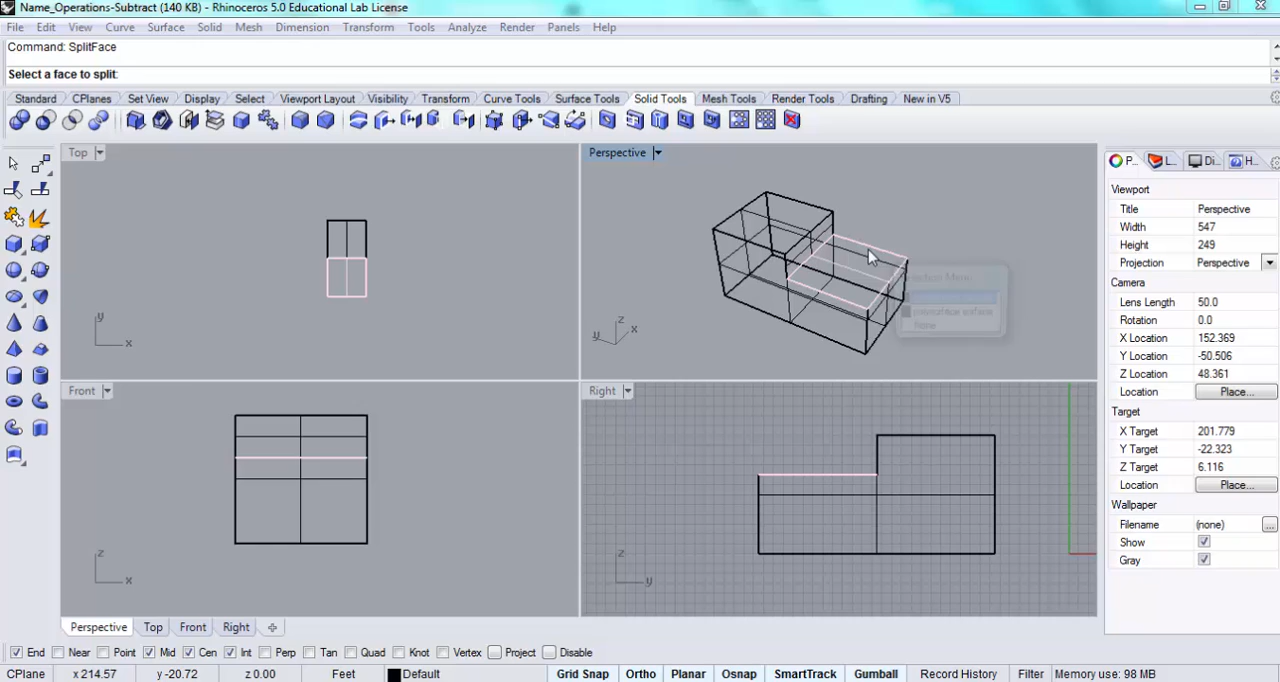 Name_Operations-Subtract (140 KB) - Rhinoceros 5.0 Educational Lab License
File Edit View Curve Surface Solid Mesh Dimension Transform Tools Analyze Render Panels Help
Command: SplitFace
Select a face to split:
Standard CPlanes Set View Display Select Viewport Layout Visibility Transform Curve Tools Surface Tools Solid Tools Mesh Tools Render Tools Drafting New in V5
Top
Perspective
P... L... Di... H...
Viewport
Title Perspective
Width 547
Height 249
Projection Perspective
Camera
Lens Length 50.0
Rotation 0.0
X Location 152.369
Y Location -50.506
Z Location 48.361
Location Place...
Target
X Target 201.779
Y Target -22.323
Z Target 6.116
Location Place...
Wallpaper
Filename (none) ...
Show
Gray
y
x
z
x
y
Menu
None
Front
Right
z
x
z
y
Perspective Top Front Right
End Near Point Mid Cen Int Perp Tan Quad Knot Vertex Project Disable
CPlane x 214.57 y -20.72 z 0.00 Feet Default Grid Snap Ortho Planar Osnap SmartTrack Gumball Record History Filter Memory use: 98 MB